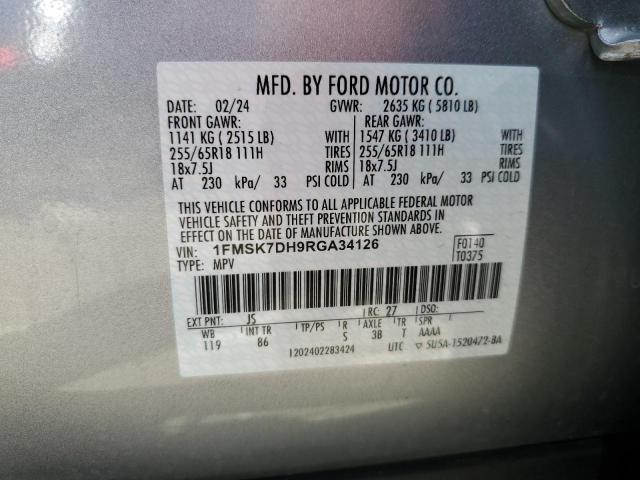 MFD. BY FORD MOTOR CO.
DATE: 02/24 GVWR: 2635 KG ( 5810 LB)
FRONT GAWR: REAR GAWR:
1141 KG ( 2515 LB) WITH 1547 KG ( 3410 LB) WITH
255/65R18 111H TIRES 255/65R18 111H TIRES
18x7.5J RIMS 18x7.5J RIMS
AT 230 kPa/ 33 PSI COLD AT 230 kPa/ 33 PSI COLD
THIS VEHICLE CONFORMS TO ALL APPLICABLE FEDERAL MOTOR
VEHICLE SAFETY AND THEFT PREVENTION STANDARDS IN
EFFECT ON THE DATE OF MANUFACTURE SHOWN ABOVE.
VIN: 1FMSK7DH9RGA34126 F0140
TYPE: MPV T0375
EXT PNT: JS RC: 27 DSO:
WB INT TR TP/PS R AXLE TR SPR
119 86 S 3B T AAAA
1202402283424 UTC ▽ 5U5A-1520472-BA